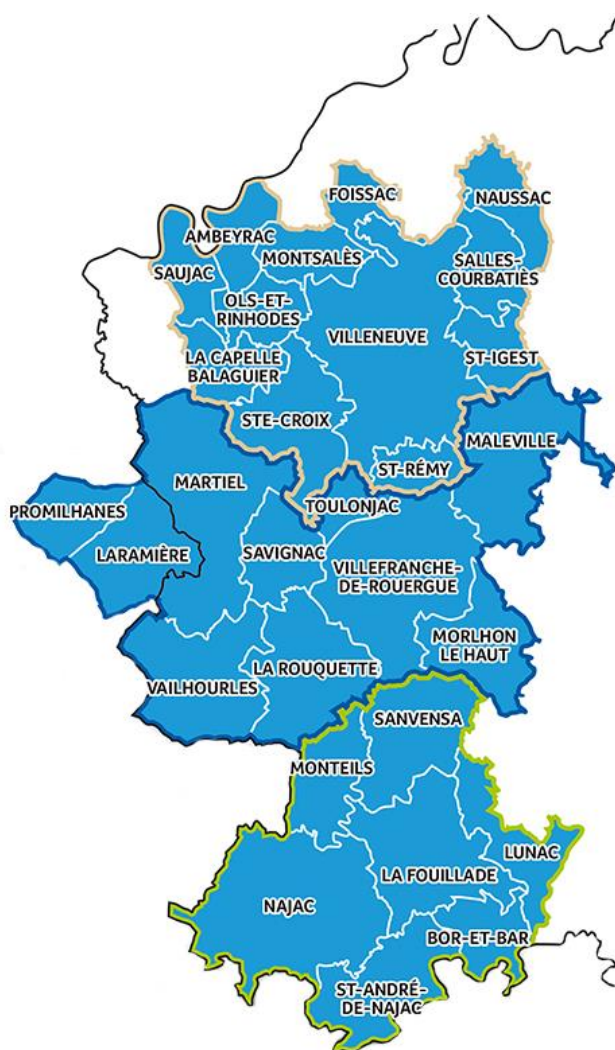 FOISSAC
NAUSSAC
AMBEYRAC
MONTSALÈS
SALLES-
COURBATIÈS
SAUJAC
OLS-ET-
RINHODES
VILLENEUVE
LA CAPELLE
BALAGUIER
ST-IGEST
STE-CROIX
MALEVILLE
ST-RÉMY
MARTIEL
TOULONJAC
PROMILHANES
LARAMIÈRE
SAVIGNAC
VILLEFRANCHE-
DE-ROUERGUE
MORLHON
LE HAUT
VAILHOURLES
LA ROUQUETTE
SANVENSA
MONTEILS
LUNAC
LA FOUILLADE
NAJAC
BOR-ET-BAR
ST-ANDRÉ-
DE-NAJAC